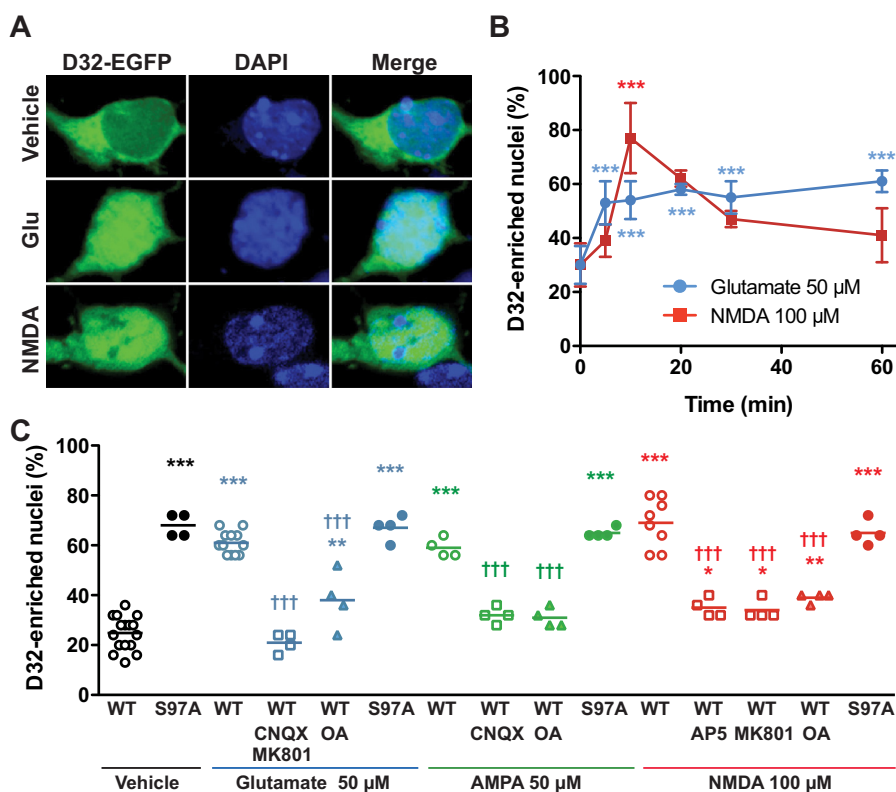 A
D32-EGFP DAPI Merge
Vehicle
Glu
NMDA
B
D32-enriched nuclei (%)
100
80
60
40
20
0
***
***
***
***
***
***
Glutamate 50 µM
NMDA 100 µM
0 20 40 60
Time (min)
C
D32-enriched nuclei (%)
100
80
60
40
20
0
*** *** *** *** *** *** ***
††† ††† ** ††† ††† ††† * ††† * ††† **
WT S97A WT WT WT S97A WT WT WT S97A WT WT WT WT S97A
CNQX OA CNQX OA AP5 MK801 OA
MK801
Vehicle Glutamate 50 µM AMPA 50 µM NMDA 100 µM